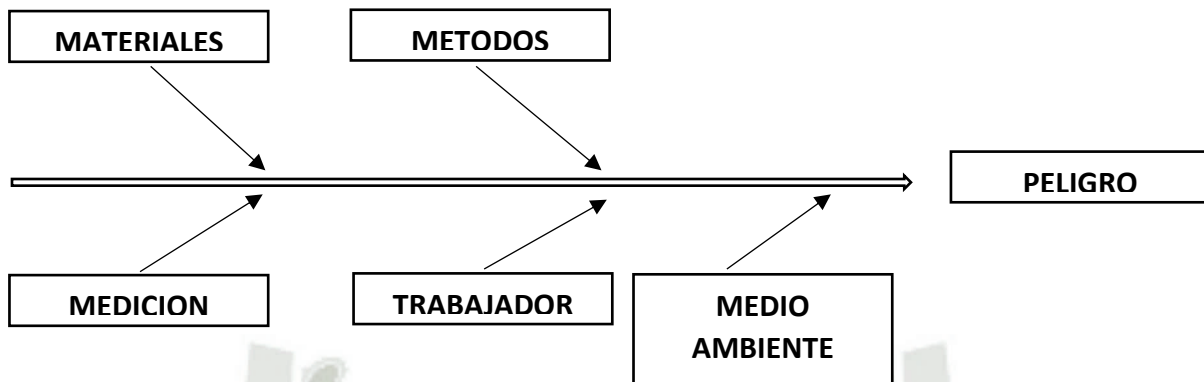 MATERIALES
METODOS
PELIGRO
MEDICION
TRABAJADOR
MEDIO
AMBIENTE